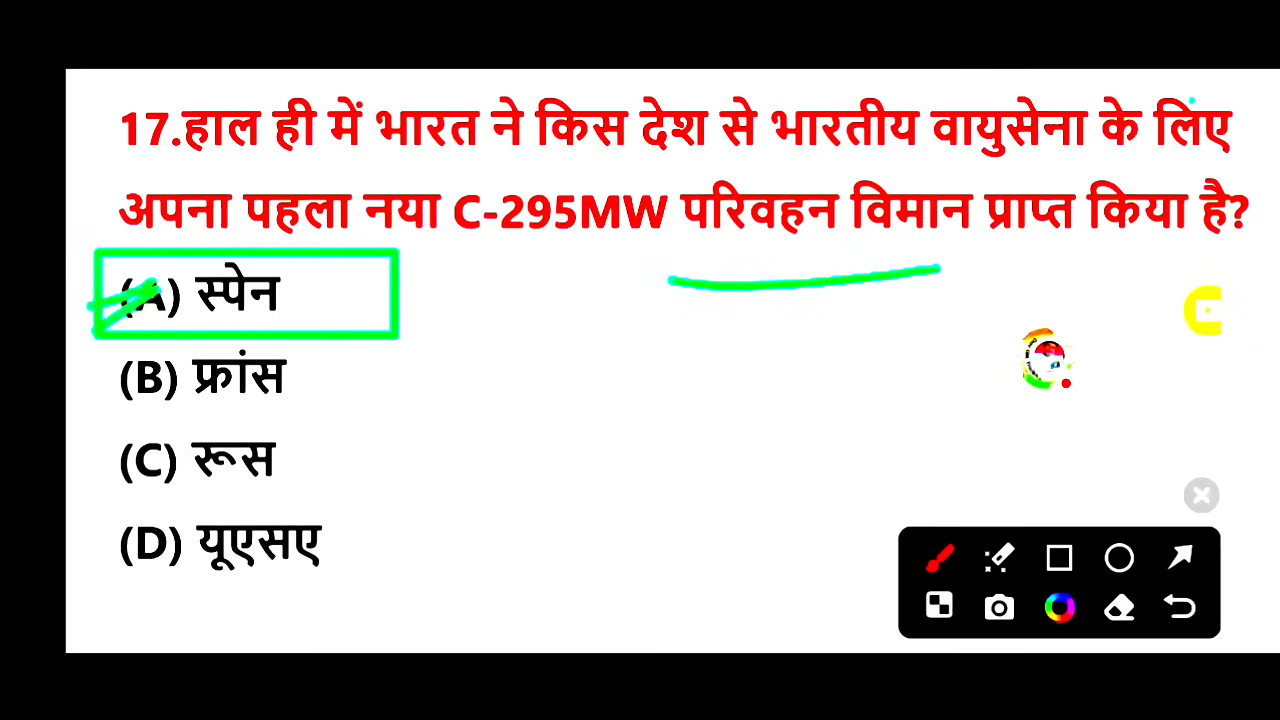 17.हाल ही में भारत ने किस देश से भारतीय वायुसेना के लिए
अपना पहला नया C-295MW परिवहन विमान प्राप्त किया है?
(A) स्पेन
(B) फ्रांस
(C) रूस
(D) यूएसए